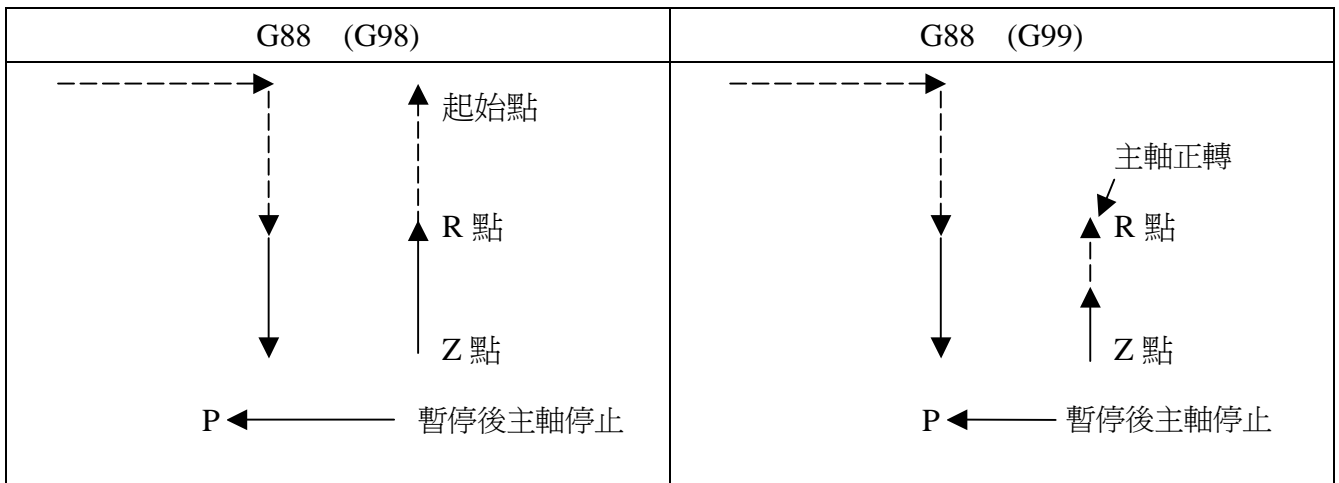 G88 (G98)
起始點
R 點
Z 點
P
暫停後主軸停止
G88 (G99)
主軸正轉
R 點
Z 點
P
暫停後主軸停止